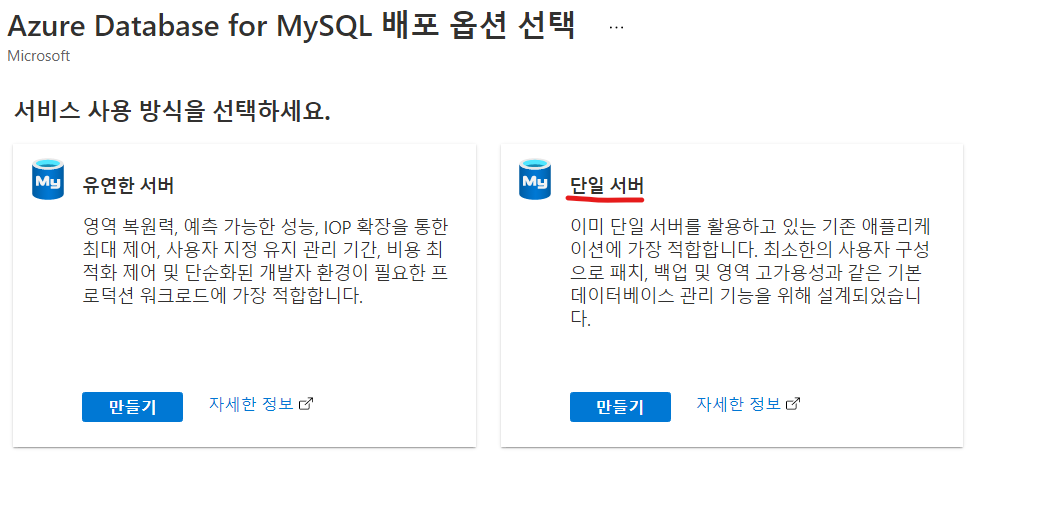 Azure Database for MySQL 배포 옵션 선택 ...
Microsoft
서비스 사용 방식을 선택하세요.
My
유연한 서버
영역 복원력, 예측 가능한 성능, IOP 확장을 통한
최대 제어, 사용자 지정 유지 관리 기간, 비용 최
적화 제어 및 단순화된 개발자 환경이 필요한 프
로덕션 워크로드에 가장 적합합니다.
만들기 자세한 정보
My
단일 서버
이미 단일 서버를 활용하고 있는 기존 애플리케
이션에 가장 적합합니다. 최소한의 사용자 구성
으로 패치, 백업 및 영역 고가용성과 같은 기본
데이터베이스 관리 기능을 위해 설계되었습니
다.
만들기 자세한 정보